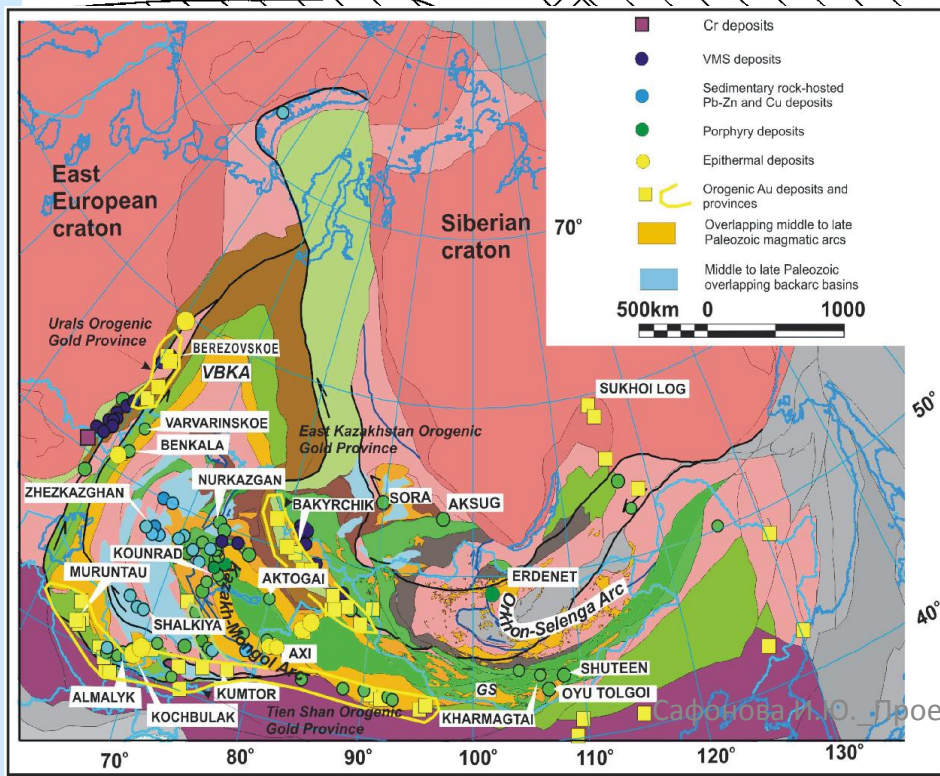 Cr deposits
VMS deposits
Sedimentary rock-hosted
Pb-Zn and Cu deposits
Porphyry deposits
Epithermal deposits
Orogenic Au deposits and
provinces
Overlapping middle to late
Paleozoic magmatic arcs
Middle to late Paleozoic
overlapping backarc basins
500km 0 1000
East
European
craton
Siberian
craton
70°
50°
40°
Urals Orogenic
Gold Province
BEREZOVSKOE
VBKA
SUKHOI LOG
VARVARINSKOE
BENKALA
East Kazakhstan Orogenic
Gold Province
ZHEZKAZGHAN
NURKAZGAN
BAKYRCHIK
SORA
AKSUG
KOUNRAD
MURUNTAU
AKTOGAI
ERDENET
Orkhon-Selenga Arc
Kazakh-Mongol Arc
SHALKIYA
AXI
SHUTEEN
GS
OYU TOLGOI
ALMALYK
KUMTOR
KHARMAGTAI
KOCHBULAK
Tien Shan Orogenic
Gold Province
Сафонова И.Ю._Прое
70° 80° 90° 100° 110° 120° 130°